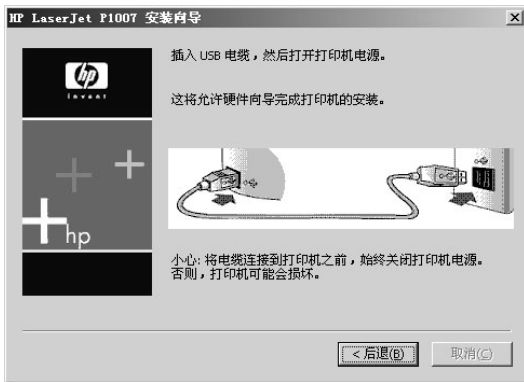 HP LaserJet P1007 安装向导
hp
invent
插入 USB 电缆，然后打开打印机电源。
这将允许硬件向导完成打印机的安装。
hp
小心: 将电缆连接到打印机之前，始终关闭打印机电源。
否则，打印机可能会损坏。
< 后退(B)
取消(C)